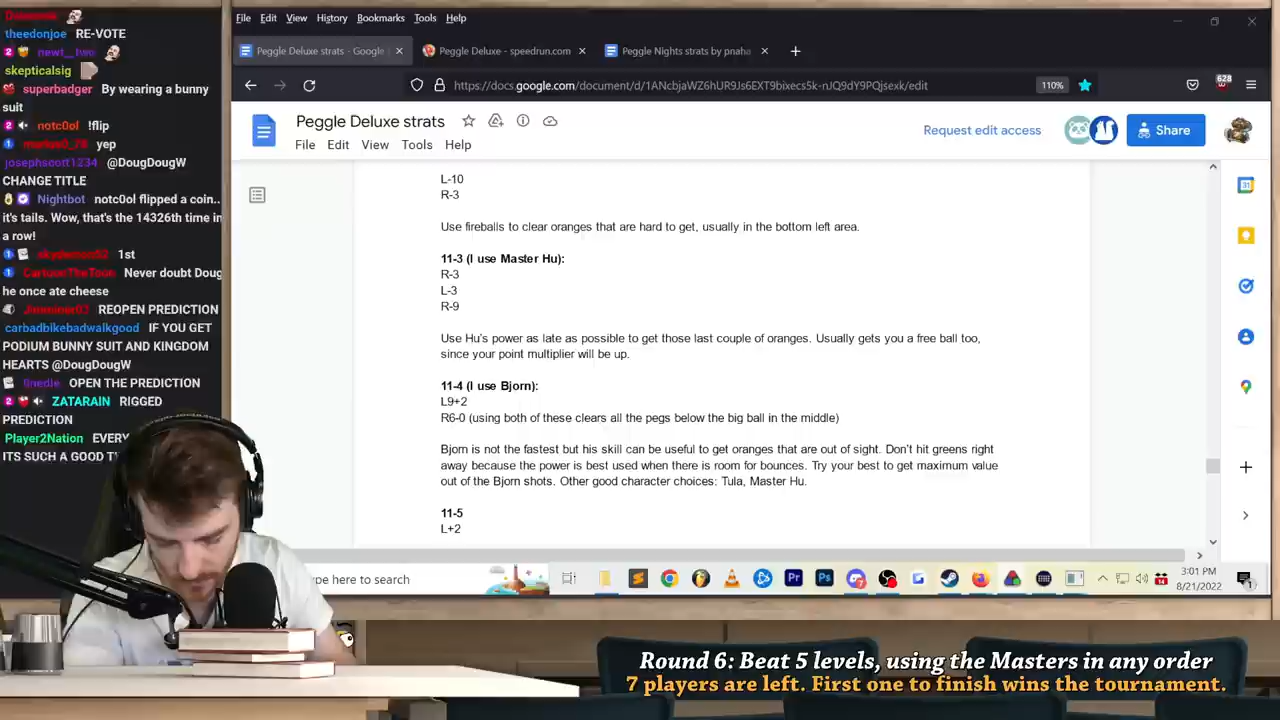 theedonjoe RE-VOTE
newt__two
skepticalsig
superbadger By wearing a bunny
suit
notc0ol !flip
yep
josephscott1234 @DougDougW
CHANGE TITLE
Nightbot notc0ol flipped a coin..
it's tails. Wow, that's the 14326th time in
a row!
skydemon52 1st
CartoonTheToon Never doubt Doug
he once ate cheese
REOPEN PREDICTION
carbadbikebadwalkgood IF YOU GET
PODIUM BUNNY SUIT AND KINGDOM
HEARTS @DougDougW
OPEN THE PREDICTION
ZATARAIN RIGGED
PREDICTION
Player2Nation EVERY
ITS SUCH A GOOD
File Edit View History Bookmarks Tools Help
Peggle Deluxe strats - Google
Peggle Deluxe - speedrun.com
Peggle Nights strats by pnaha
https://docs.google.com/document/d/1ANcbjaWZ6hUR9Js6EXT9bixecs5k-nJQ9dY9PQjsexk/edit
110%
628
Peggle Deluxe strats
Request edit access
Share
File Edit View Tools Help
L-10
R-3
Use fireballs to clear oranges that are hard to get, usually in the bottom left area.
11-3 (I use Master Hu):
R-3
L-3
R-9
Use Hu's power as late as possible to get those last couple of oranges. Usually gets you a free ball too,
since your point multiplier will be up.
11-4 (I use Bjorn):
L9+2
R6-0 (using both of these clears all the pegs below the big ball in the middle)
Bjorn is not the fastest but his skill can be useful to get oranges that are out of sight. Don't hit greens right
away because the power is best used when there is room for bounces. Try your best to get maximum value
out of the Bjorn shots. Other good character choices: Tula, Master Hu.
11-5
L+2
here to search
3:01 PM
8/21/2022
Round 6: Beat 5 levels, using the Masters in any order
7 players are left. First one to finish wins the tournament.